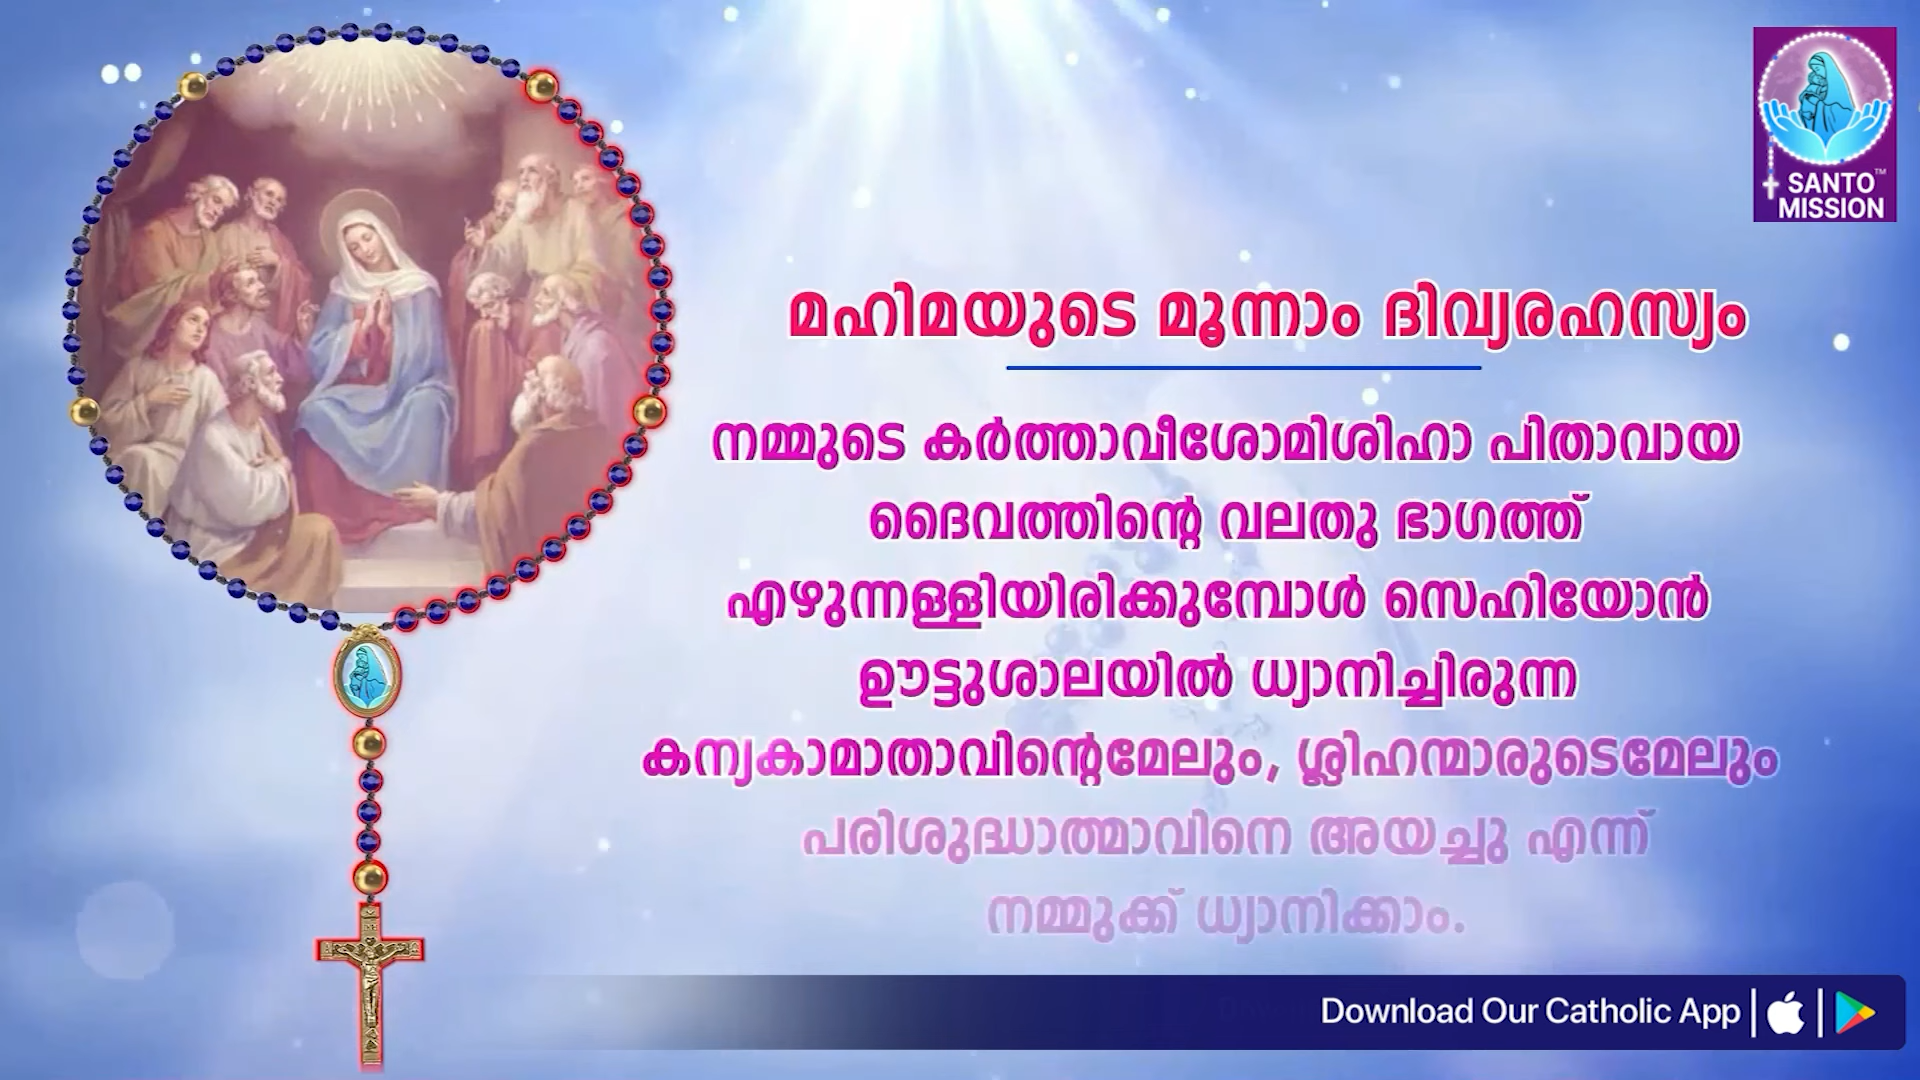 SANTO™
MISSION
മഹിമയുടെ മൂന്നാം ദിവ്യരഹസ്യം
നമ്മുടെ കർത്താവീശോമിശിഹാ പിതാവായ
ദൈവത്തിന്റെ വലതു ഭാഗത്ത്
എഴുന്നള്ളിയിരിക്കുമ്പോൾ സെഹിയോൻ
ഊട്ടുശാലയിൽ ധ്യാനിച്ചിരുന്ന
കന്യകാമാതാവിന്റെമേലും, ശ്ലീഹന്മാരുടെമേലും
പരിശുദ്ധാത്മാവിനെ അയച്ചു എന്ന്
നമ്മുക്ക് ധ്യാനിക്കാം.
Download Our Catholic App